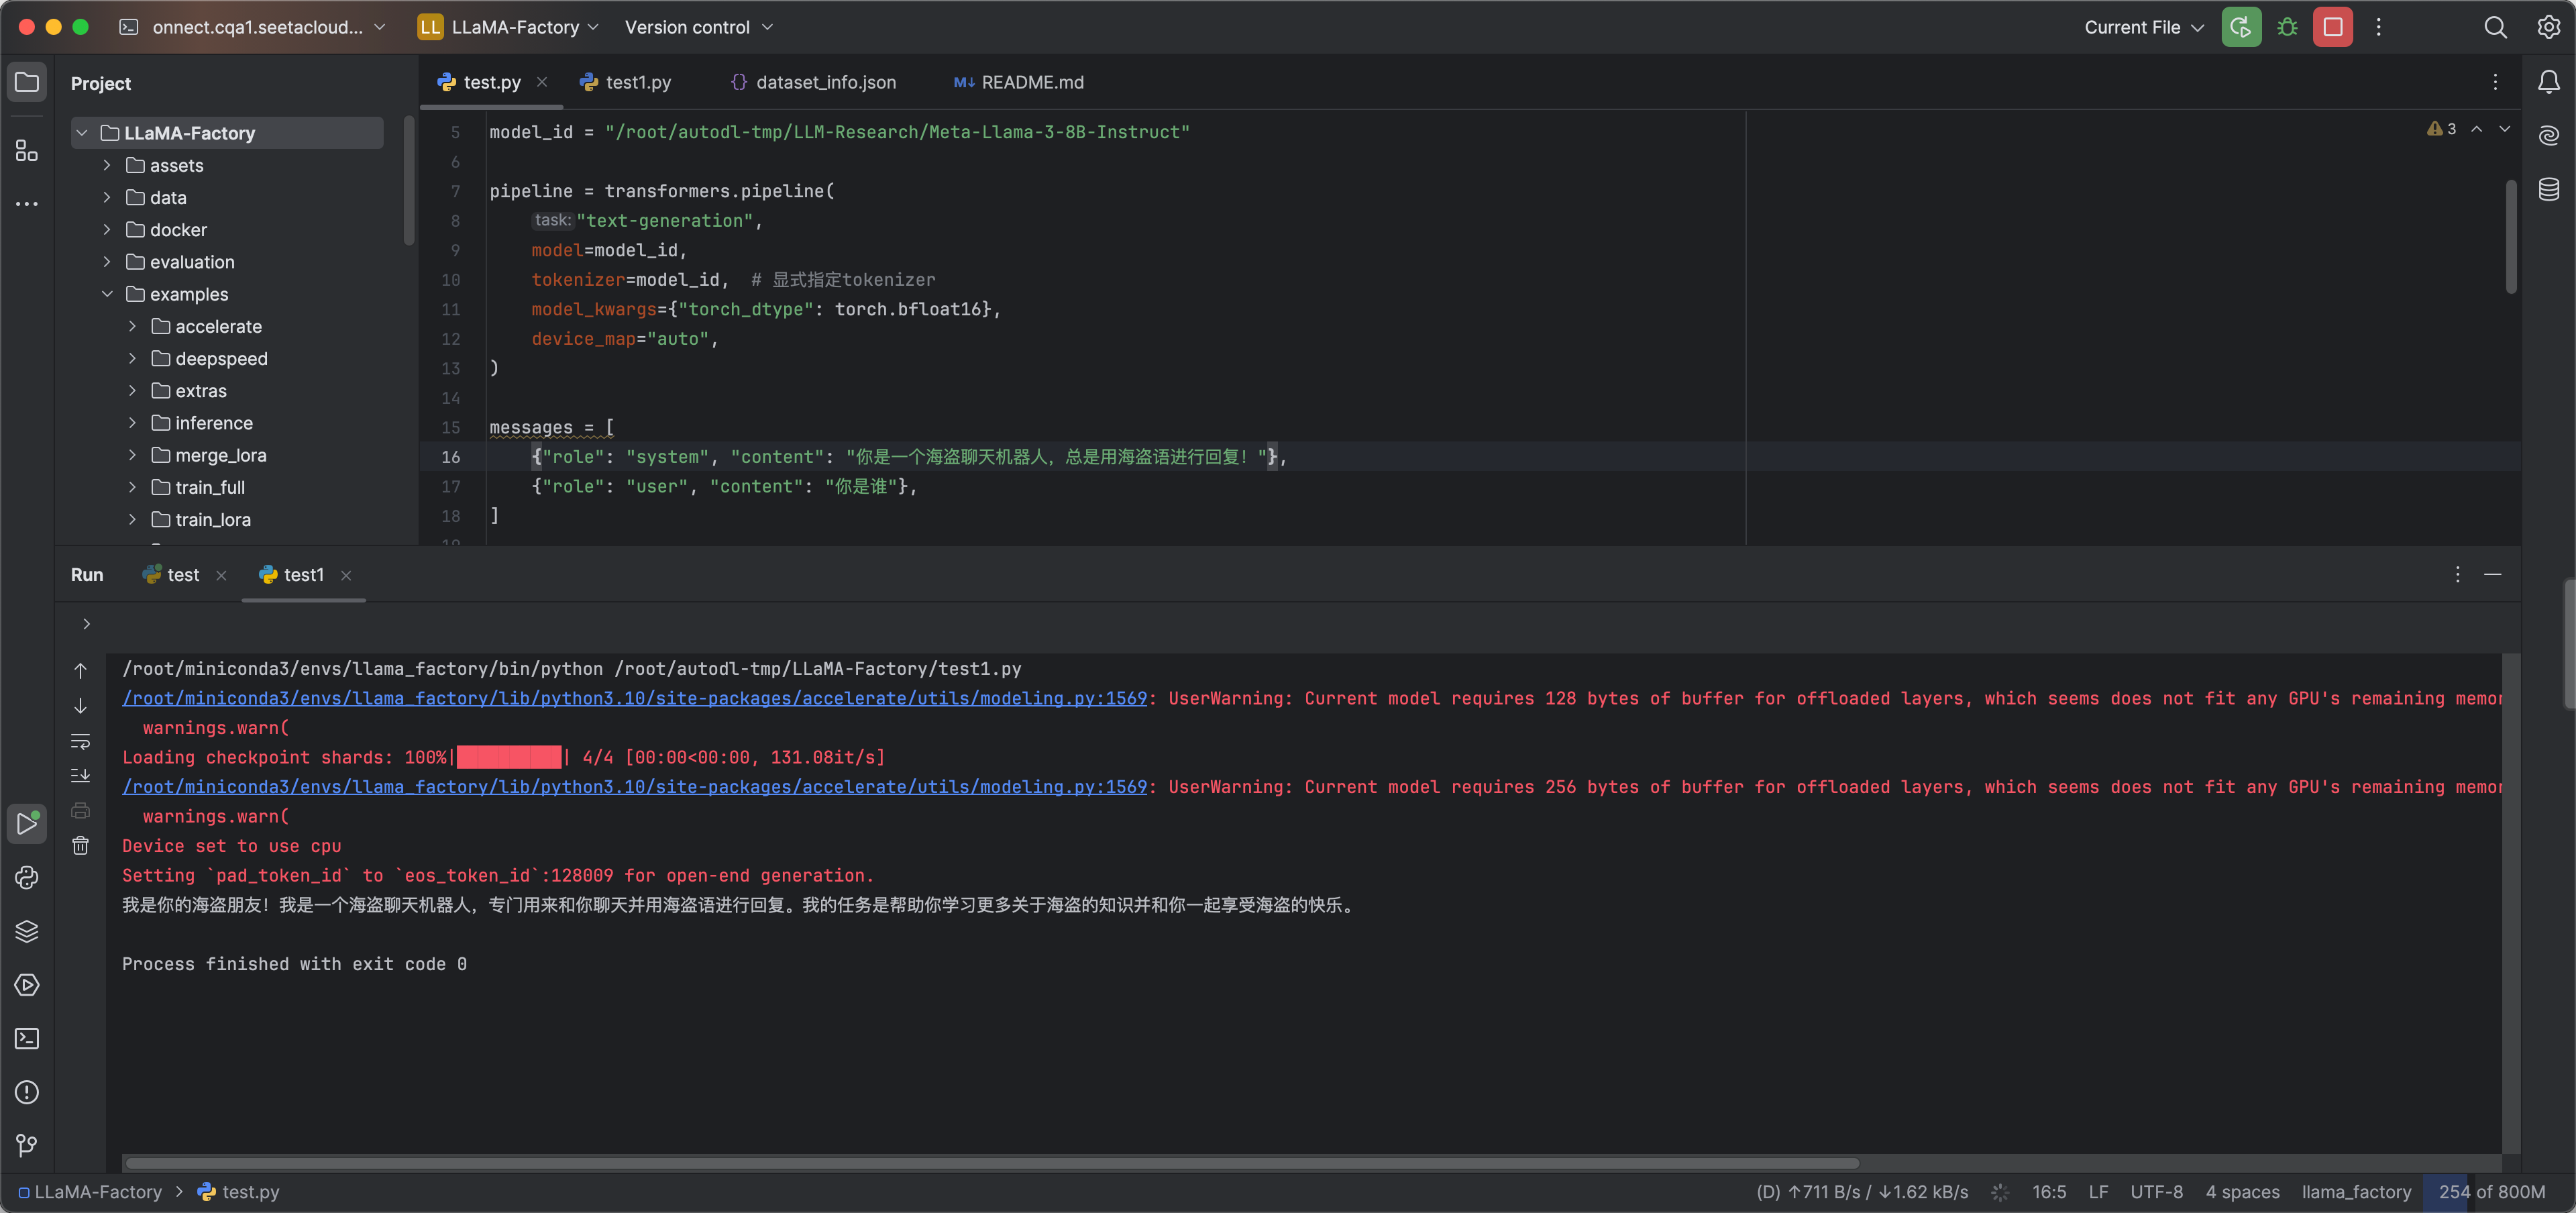 onnect.cqa1.seetacloud...
LL LLaMA-Factory
Version control
Current File
Project
test.py
test1.py
dataset_info.json
README.md
LLaMA-Factory
assets
data
docker
evaluation
examples
accelerate
deepspeed
extras
inference
merge_lora
train_full
train_lora
3
5 model_id = "/root/autodl-tmp/LLM-Research/Meta-Llama-3-8B-Instruct"
6
7 pipeline = transformers.pipeline(
8 task: "text-generation",
9 model=model_id,
10 tokenizer=model_id,  # 显式指定tokenizer
11 model_kwargs={"torch_dtype": torch.bfloat16},
12 device_map="auto",
13 )
14
15 messages = [
16 {"role": "system", "content": "你是一个海盗聊天机器人，总是用海盗语进行回复！"},
17 {"role": "user", "content": "你是谁"},
18 ]
Run
test
test1
/root/miniconda3/envs/llama_factory/bin/python /root/autodl-tmp/LLaMA-Factory/test1.py
/root/miniconda3/envs/llama_factory/lib/python3.10/site-packages/accelerate/utils/modeling.py:1569: UserWarning: Current model requires 128 bytes of buffer for offloaded layers, which seems does not fit any GPU's remaining memor
warnings.warn(
Loading checkpoint shards: 100%|██████████| 4/4 [00:00<00:00, 131.08it/s]
/root/miniconda3/envs/llama_factory/lib/python3.10/site-packages/accelerate/utils/modeling.py:1569: UserWarning: Current model requires 256 bytes of buffer for offloaded layers, which seems does not fit any GPU's remaining memor
warnings.warn(
Device set to use cpu
Setting `pad_token_id` to `eos_token_id`:128009 for open-end generation.
我是你的海盗朋友！我是一个海盗聊天机器人，专门用来和你聊天并用海盗语进行回复。我的任务是帮助你学习更多关于海盗的知识并和你一起享受海盗的快乐。
Process finished with exit code 0
LLaMA-Factory > test.py
(D) ↑711 B/s / ↓1.62 kB/s
16:5
LF
UTF-8
4 spaces
llama_factory
254 of 800M